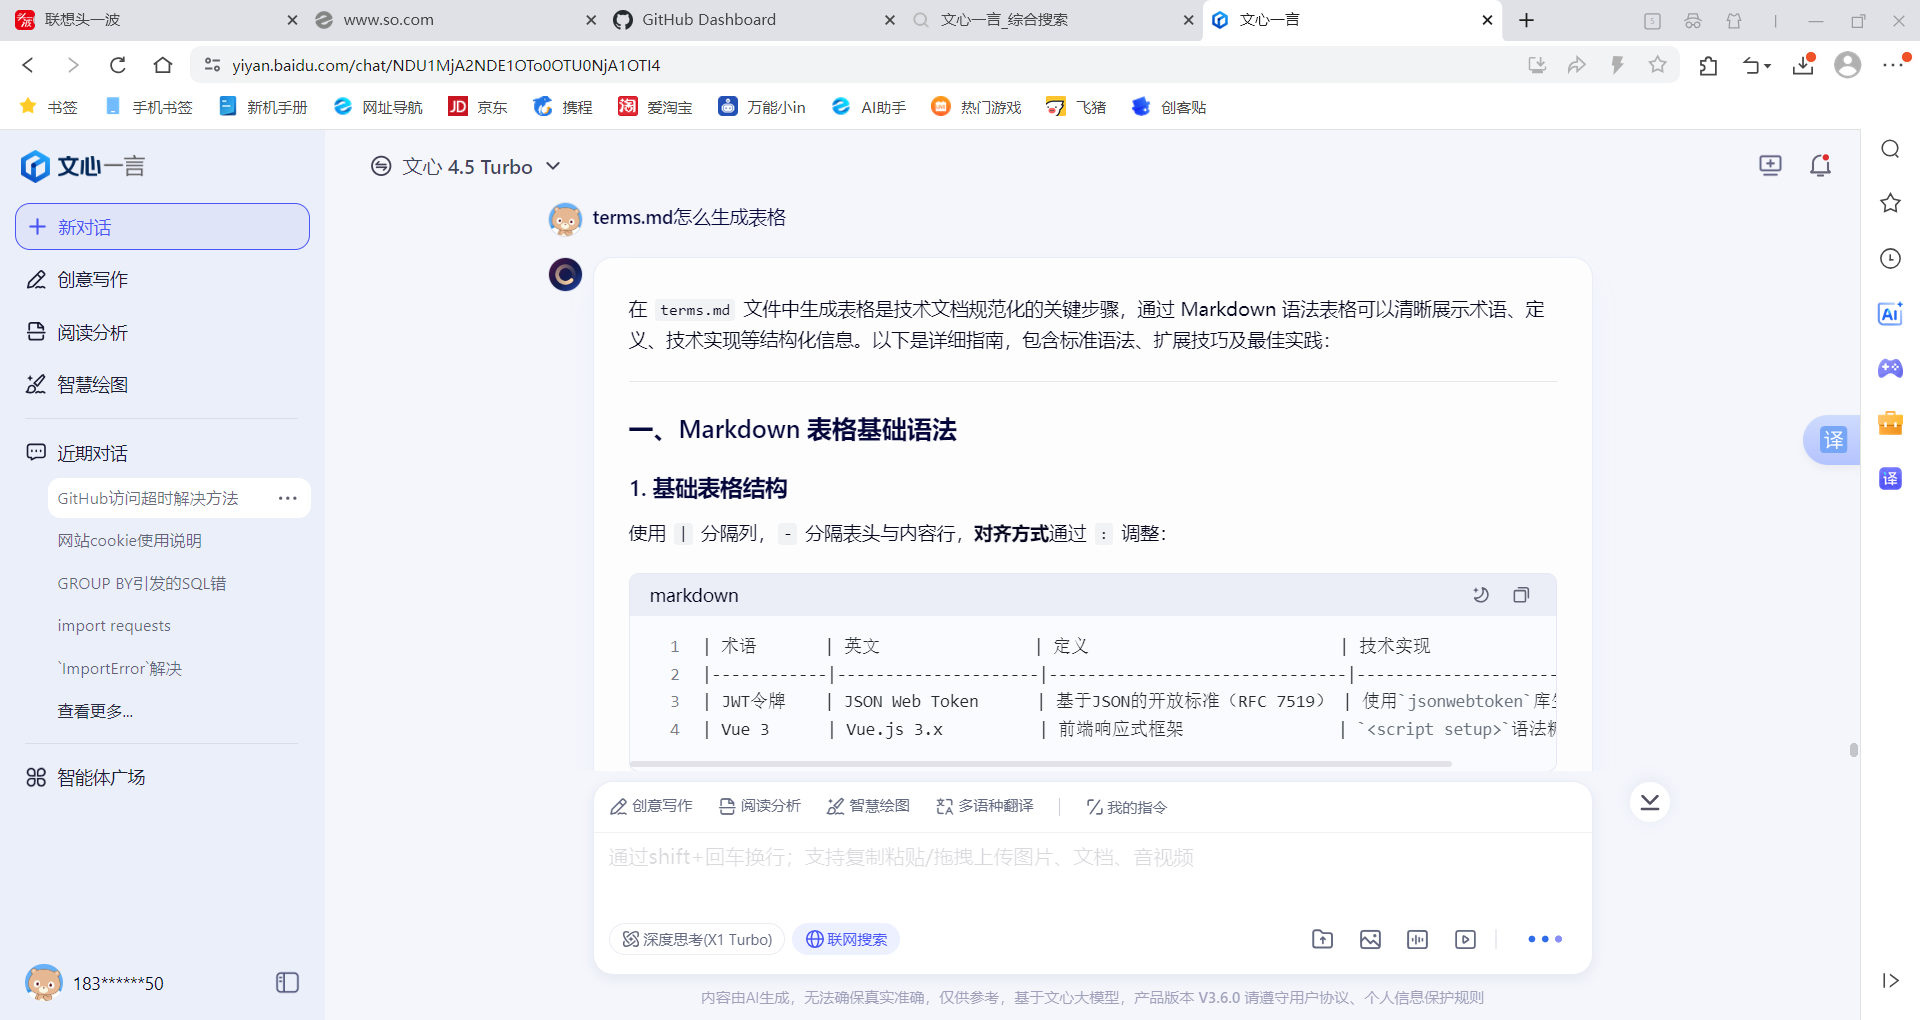 联想头一波
www.so.com
GitHub Dashboard
文心一言_综合搜索
文心一言
yiyan.baidu.com/chat/NDU1MjA2NDE1OTo0OTU0NjA1OTI4
书签
手机书签
新机手册
网址导航
JD 京东
携程
淘 爱淘宝
万能小in
AI助手
热门游戏
飞猪
创客贴
文心一言
新对话
创意写作
阅读分析
智慧绘图
近期对话
GitHub访问超时解决方法
网站cookie使用说明
GROUP BY引发的SQL错
import requests
`ImportError`解决
查看更多...
智能体广场
183******50
文心 4.5 Turbo
terms.md怎么生成表格
在 terms.md 文件中生成表格是技术文档规范化的关键步骤，通过 Markdown 语法表格可以清晰展示术语、定
义、技术实现等结构化信息。以下是详细指南，包含标准语法、扩展技巧及最佳实践：
一、Markdown 表格基础语法
1. 基础表格结构
使用 | 分隔列， - 分隔表头与内容行，对齐方式通过 : 调整：
markdown
1 | 术语 | 英文 | 定义 | 技术实现
2 |------------|---------------------|-------------------------------|---------------------
3 | JWT令牌 | JSON Web Token | 基于JSON的开放标准（RFC 7519） | 使用`jsonwebtoken`库
4 | Vue 3 | Vue.js 3.x | 前端响应式框架 | `<script setup>`语法
创意写作
阅读分析
智慧绘图
多语种翻译
我的指令
通过shift+回车换行；支持复制粘贴/拖拽上传图片、文档、音视频
深度思考(X1 Turbo)
联网搜索
内容由AI生成，无法确保真实准确，仅供参考，基于文心大模型，产品版本 V3.6.0 请遵守用户协议、个人信息保护规则
Ai
译
译